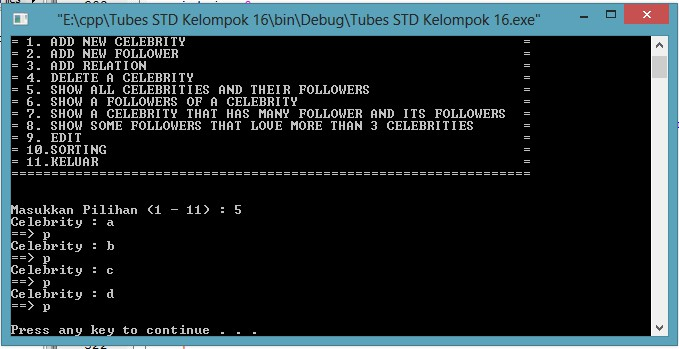 "E:\cpp\Tubes STD Kelompok 16\bin\Debug\Tubes STD Kelompok 16.exe"
= 1. ADD NEW CELEBRITY =
= 2. ADD NEW FOLLOWER =
= 3. ADD RELATION =
= 4. DELETE A CELEBRITY =
= 5. SHOW ALL CELEBRITIES AND THEIR FOLLOWERS =
= 6. SHOW A FOLLOWERS OF A CELEBRITY =
= 7. SHOW A CELEBRITY THAT HAS MANY FOLLOWER AND ITS FOLLOWERS =
= 8. SHOW SOME FOLLOWERS THAT LOVE MORE THAN 3 CELEBRITIES =
= 9. EDIT =
= 10.SORTING =
= 11.KELUAR =
=================================================================
Masukkan Pilihan (1 - 11) : 5
Celebrity : a
==> p
Celebrity : b
==> p
Celebrity : c
==> p
Celebrity : d
==> p
Press any key to continue . . .